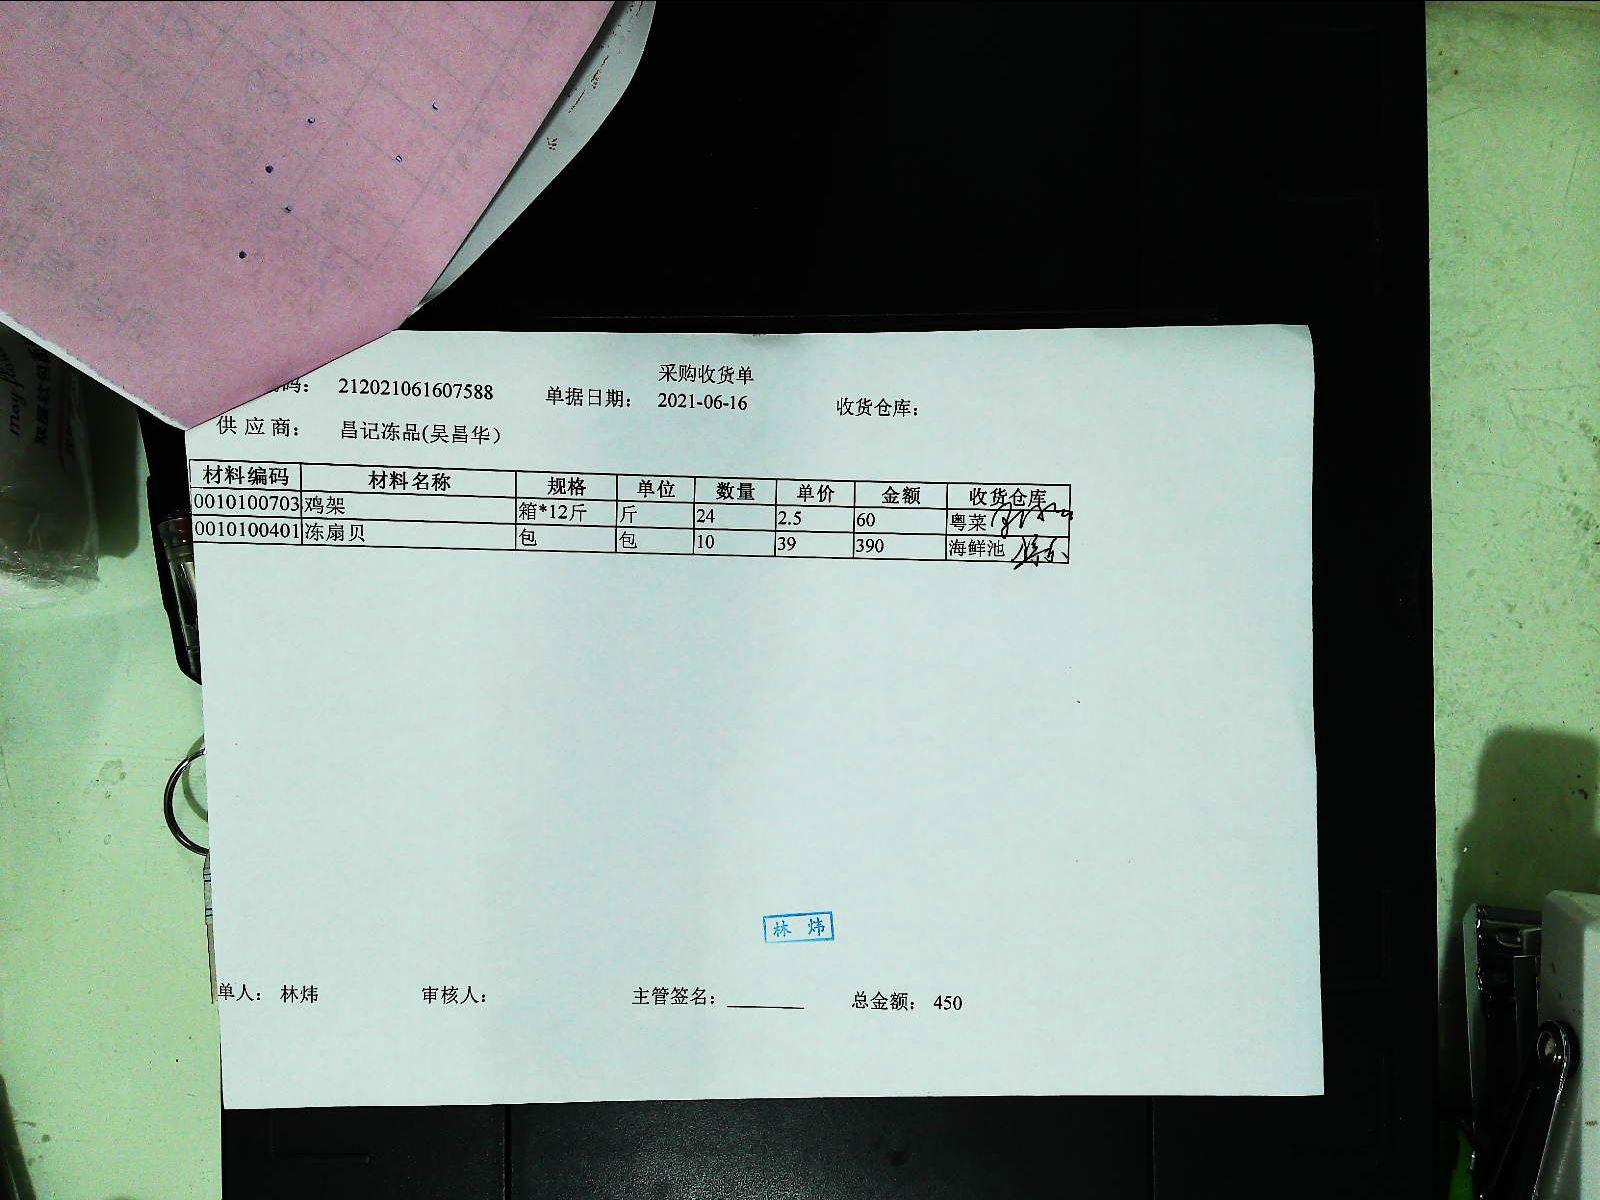 采购收货单
码： 212021061607588 单据日期： 2021-06-16 收货仓库：
供 应 商： 昌记冻品(吴昌华）
材料编码 材料名称 规格 单位 数量 单价 金额 收货仓库
0010100703 鸡架 箱*12斤 斤 24 2.5 60 粤菜
0010100401 冻扇贝 包 包 10 39 390 海鲜池
林 炜
单人： 林炜 审核人： 主管签名： 总金额： 450